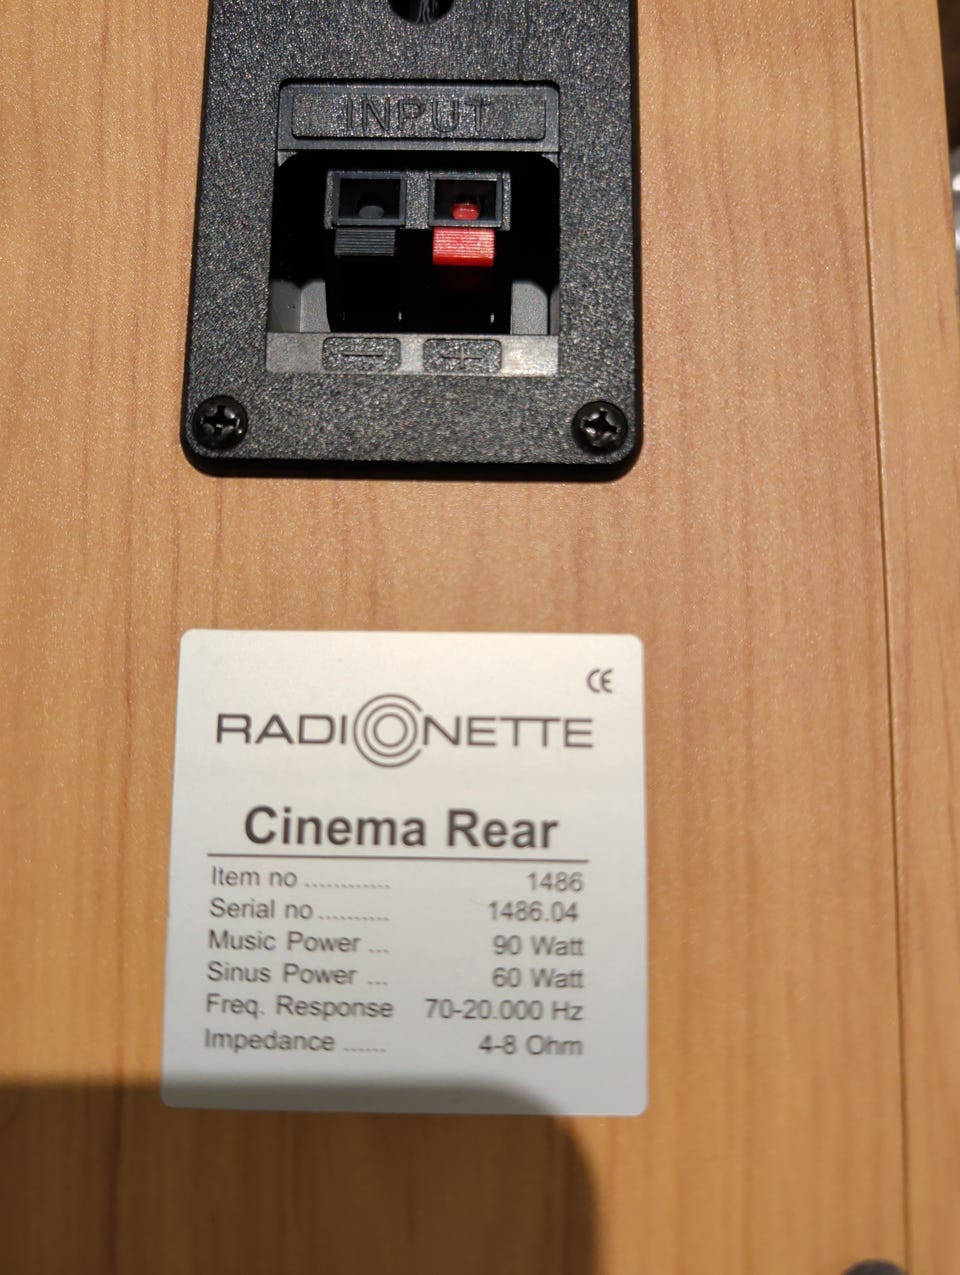 INPUT
− +
CE
RADIONETTE
Cinema Rear
Item no ............ 1486
Serial no .......... 1486.04
Music Power ... 90 Watt
Sinus Power ... 60 Watt
Freq. Response 70-20.000 Hz
Impedance ...... 4-8 Ohm